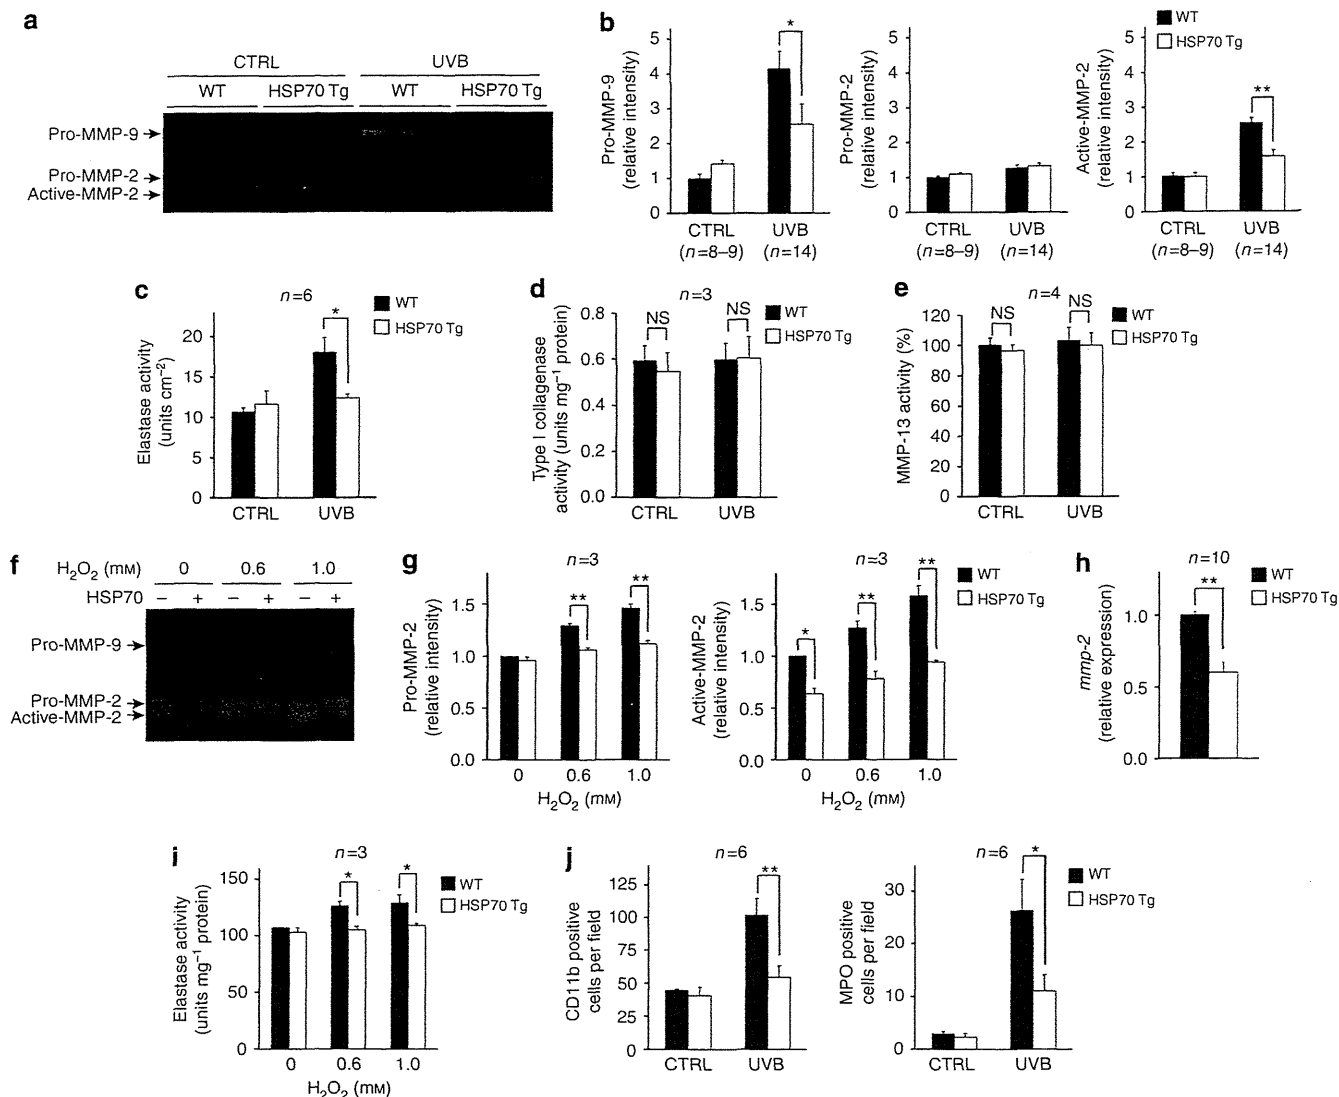 a
CTRL UVB
WT HSP70 Tg WT HSP70 Tg
Pro-MMP-9
Pro-MMP-2
Active-MMP-2
b
Pro-MMP-9
(relative intensity)
5
4
3
2
1
0
*
CTRL UVB
(n=8–9) (n=14)
Pro-MMP-2
(relative intensity)
5
4
3
2
1
0
CTRL UVB
(n=8–9) (n=14)
Active-MMP-2
(relative intensity)
5
4
3
2
1
0
WT
HSP70 Tg
**
CTRL UVB
(n=8–9) (n=14)
c
n=6
WT
HSP70 Tg
Elastase activity
(units cm⁻²)
20
15
10
5
0
*
CTRL UVB
d
n=3
WT
HSP70 Tg
Type I collagenase
activity (units mg⁻¹ protein)
0.8
0.6
0.4
0.2
0.0
NS NS
CTRL UVB
e
n=4
WT
HSP70 Tg
MMP-13 activity (%)
120
100
80
60
40
20
0
NS NS
CTRL UVB
f
H₂O₂ (mM) 0 0.6 1.0
HSP70 – + – + – +
Pro-MMP-9
Pro-MMP-2
Active-MMP-2
g
n=3
Pro-MMP-2
(relative intensity)
1.5
1.0
0.5
0.0
** **
0 0.6 1.0
H₂O₂ (mM)
n=3
WT
HSP70 Tg
Active-MMP-2
(relative intensity)
1.5
1.0
0.5
0.0
* ** **
0 0.6 1.0
H₂O₂ (mM)
h
n=10
WT
HSP70 Tg
mmp-2
(relative expression)
1.0
0.5
0.0
**
i
n=3
WT
HSP70 Tg
Elastase activity
(units mg⁻¹ protein)
150
100
50
0
* *
0 0.6 1.0
H₂O₂ (mM)
j
n=6
CD11b positive
cells per field
125
100
75
50
25
0
**
CTRL UVB
n=6
WT
HSP70 Tg
MPO positive
cells per field
30
20
10
0
*
CTRL UVB